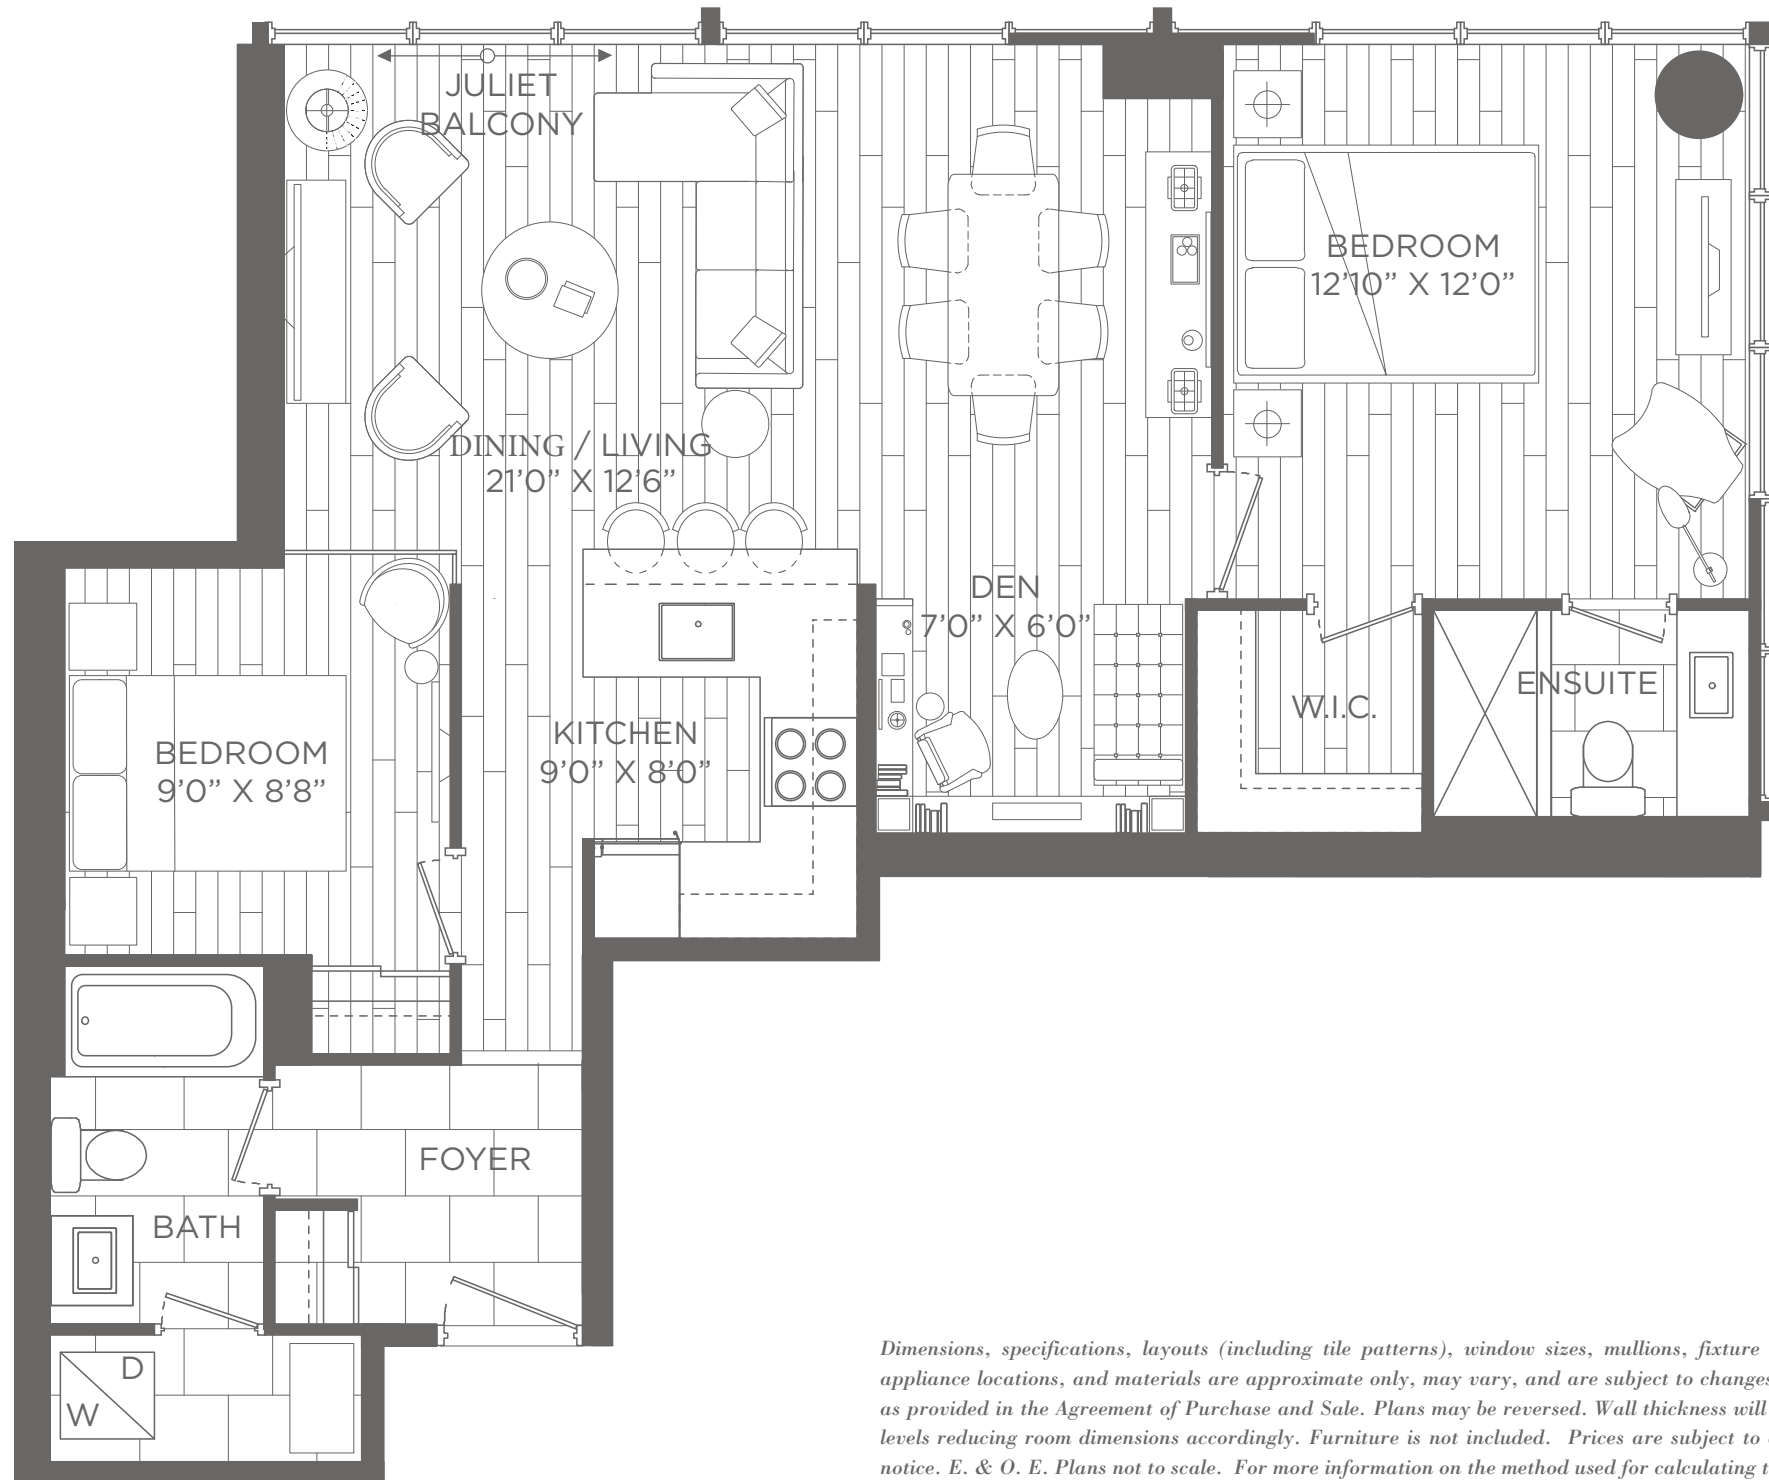 JULIET
BALCONY
BEDROOM
12’10” X 12’0”
DINING / LIVING
21’0” X 12’6”
DEN
7’0” X 6’0”
ENSUITE
W.I.C.
KITCHEN
9’0” X 8’0”
BEDROOM
9’0” X 8’8”
FOYER
BATH
D
W
Dimensions, specifications, layouts (including tile patterns), window sizes, mullions, fixture
appliance locations, and materials are approximate only, may vary, and are subject to changes
as provided in the Agreement of Purchase and Sale. Plans may be reversed. Wall thickness will
levels reducing room dimensions accordingly. Furniture is not included. Prices are subject to
notice. E. & O. E. Plans not to scale. For more information on the method used for calculating